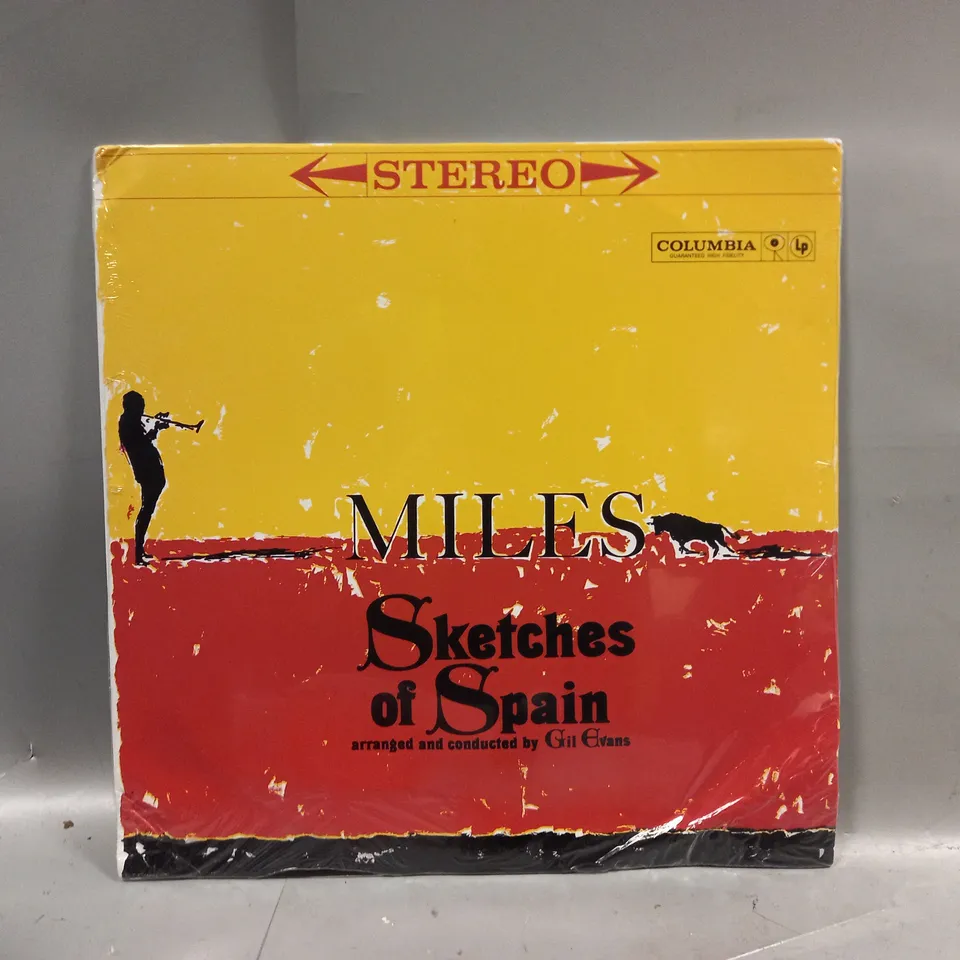 STEREO
COLUMBIA
GUARANTEED HIGH FIDELITY
Lp
MILES
Sketches
of Spain
arranged and conducted by Gil Evans